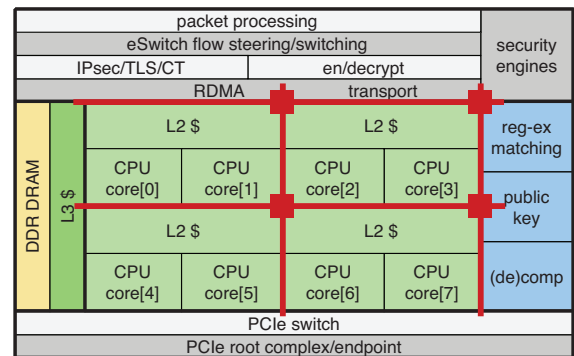 packet processing
eSwitch flow steering/switching
security
engines
IPsec/TLS/CT
en/decrypt
RDMA
transport
DDR DRAM
L3 $
L2 $
L2 $
reg-ex
matching
CPU
core[0]
CPU
core[1]
CPU
core[2]
CPU
core[3]
public
key
L2 $
L2 $
CPU
core[4]
CPU
core[5]
CPU
core[6]
CPU
core[7]
(de)comp
PCIe switch
PCIe root complex/endpoint